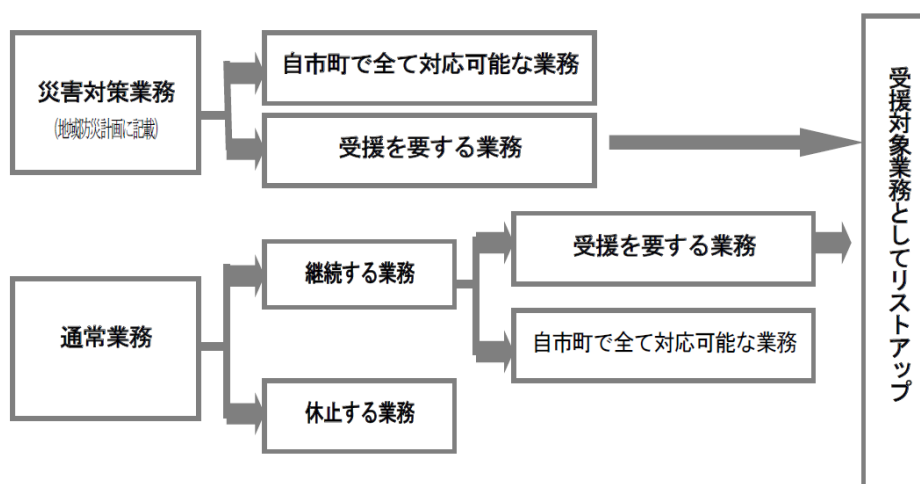 災害対策業務
(地域防災計画に記載)
自市町で全て対応可能な業務
受援を要する業務
通常業務
継続する業務
受援を要する業務
自市町で全て対応可能な業務
休止する業務
受援対象業務としてリストアップ